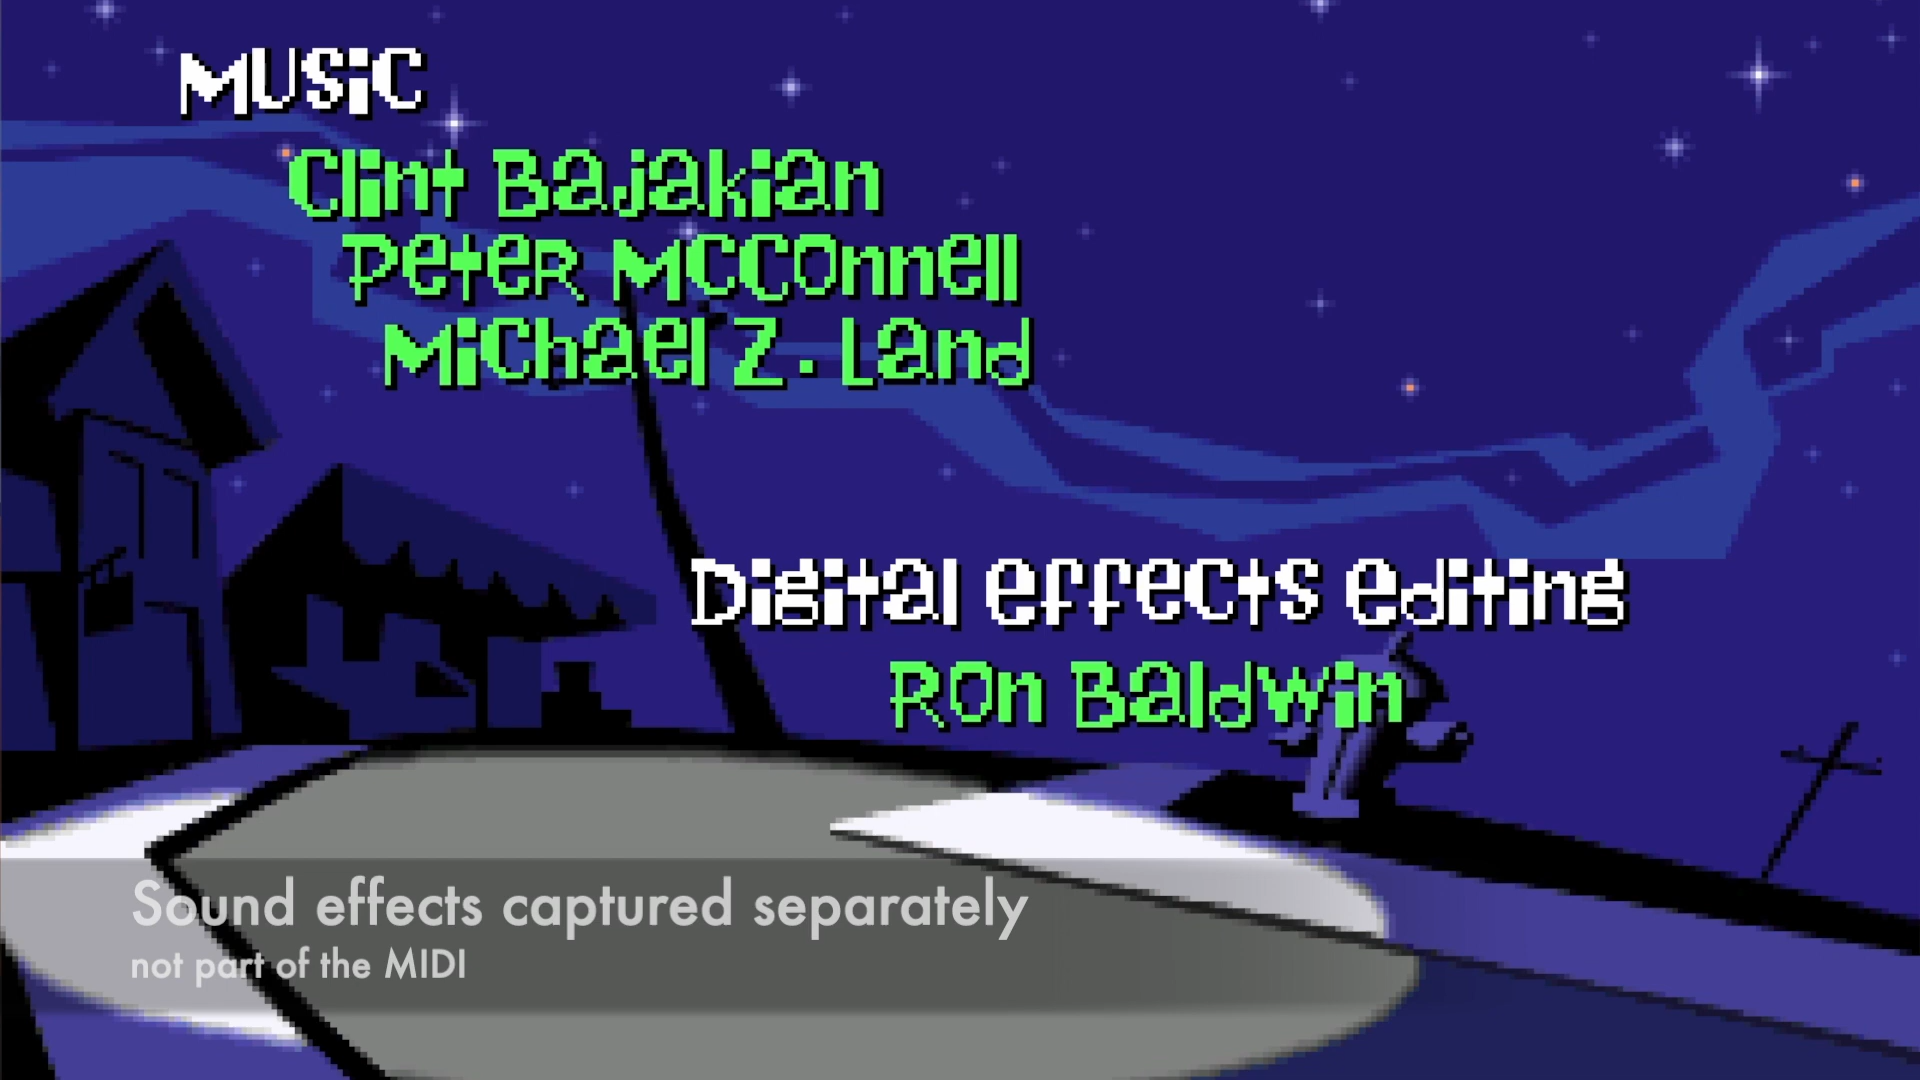 MUSiC
Clint Bajakian
Peter McConnell
Michael Z. Land
Digital effects editing
Ron Baldwin
Sound effects captured separately
not part of the MIDI